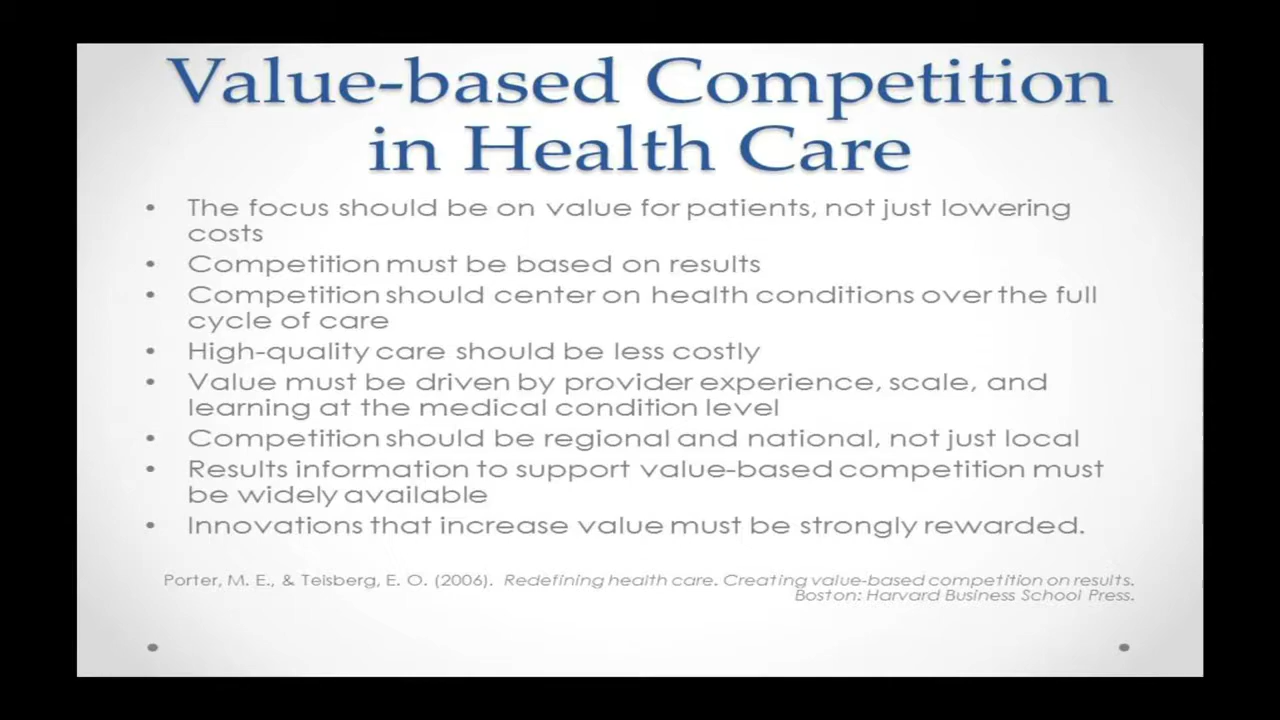 Value-based Competition
in Health Care
• The focus should be on value for patients, not just lowering
costs
• Competition must be based on results
• Competition should center on health conditions over the full
cycle of care
• High-quality care should be less costly
• Value must be driven by provider experience, scale, and
learning at the medical condition level
• Competition should be regional and national, not just local
• Results information to support value-based competition must
be widely available
• Innovations that increase value must be strongly rewarded.
Porter, M. E., & Teisberg, E. O. (2006). Redefining health care. Creating value-based competition on results.
Boston: Harvard Business School Press.